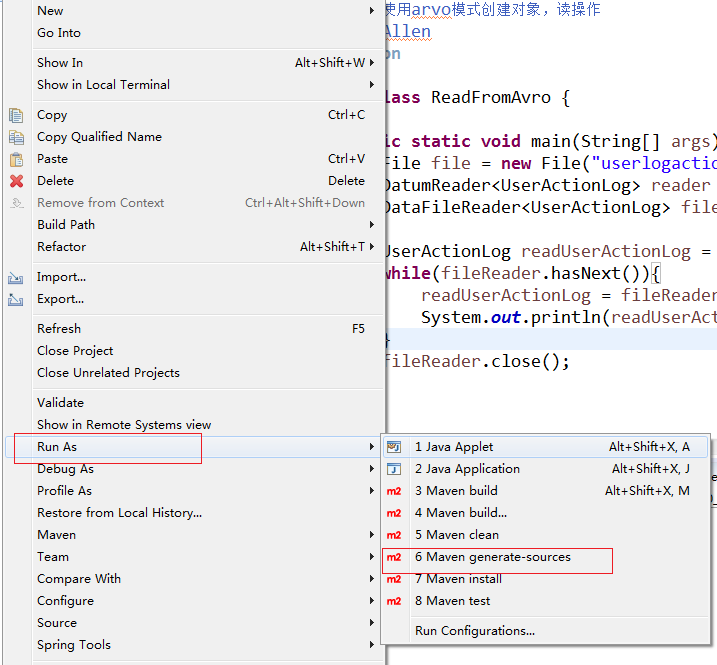 New
Go Into
Show In Alt+Shift+W
Show in Local Terminal
Copy Ctrl+C
Copy Qualified Name
Paste Ctrl+V
Delete Delete
Remove from Context Ctrl+Alt+Shift+Down
Build Path
Refactor Alt+Shift+T
Import...
Export...
Refresh F5
Close Project
Close Unrelated Projects
Validate
Show in Remote Systems view
Run As
Debug As
Profile As
Restore from Local History...
Maven
Team
Compare With
Configure
Source
Spring Tools
使用arvo模式创建对象，读操作
Allen
on
lass ReadFromAvro {
ic static void main(String[] args)
File file = new File("userlogactio
DatumReader<UserActionLog> reader
DataFileReader<UserActionLog> file
UserActionLog readUserActionLog =
while(fileReader.hasNext()){
readUserActionLog = fileReader
System.out.println(readUserAct
}
fileReader.close();
1 Java Applet Alt+Shift+X, A
2 Java Application Alt+Shift+X, J
m2 3 Maven build Alt+Shift+X, M
m2 4 Maven build...
m2 5 Maven clean
m2 6 Maven generate-sources
m2 7 Maven install
m2 8 Maven test
Run Configurations...